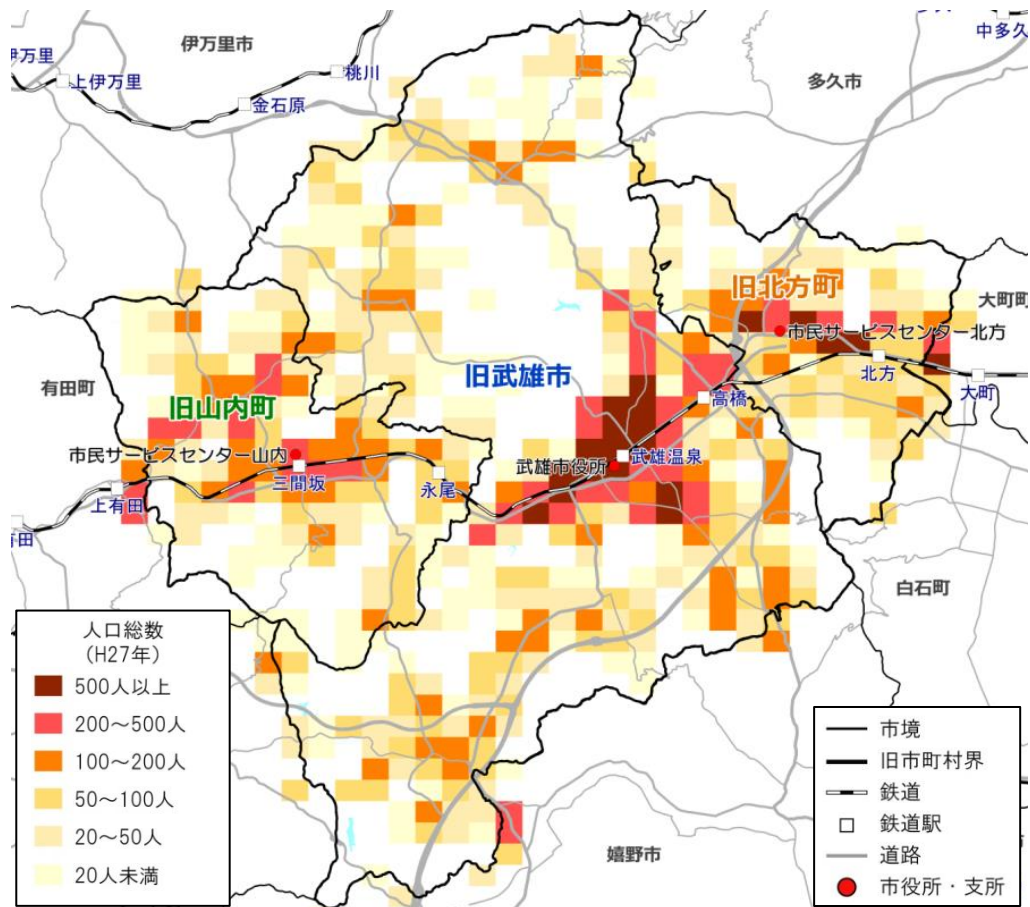 伊万里市
中多久
伊万里
桃川
上伊万里
多久市
金石原
旧北方町
大町町
市民サービスセンター北方
有田町
旧武雄市
北方
大町
旧山内町
高橋
市民サービスセンター山内
武雄市役所
武雄温泉
三間坂
永尾
上有田
有田
白石町
人口総数
(H27年)
500人以上
200～500人
100～200人
50～100人
20～50人
20人未満
嬉野市
市境
旧市町村界
鉄道
鉄道駅
道路
市役所・支所